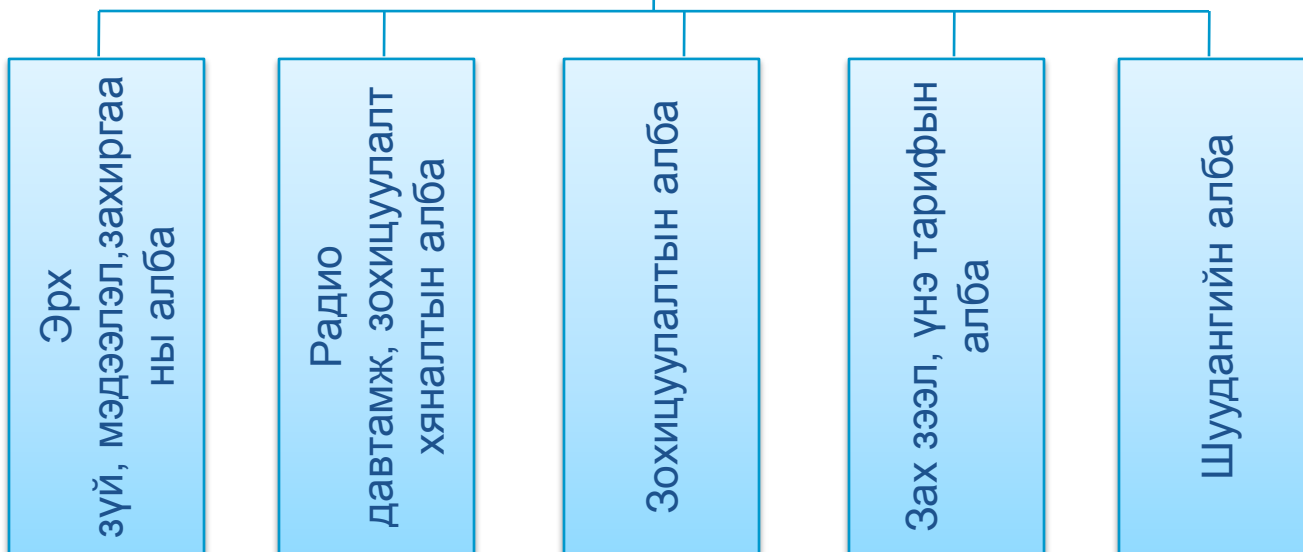 Эрх
зүй, мэдээлэл,захиргаа
ны алба
Радио
давтамж, зохицуулалт
хяналтын алба
Зохицуулалтын алба
Зах зээл, үнэ тарифын
алба
Шуудангийн алба